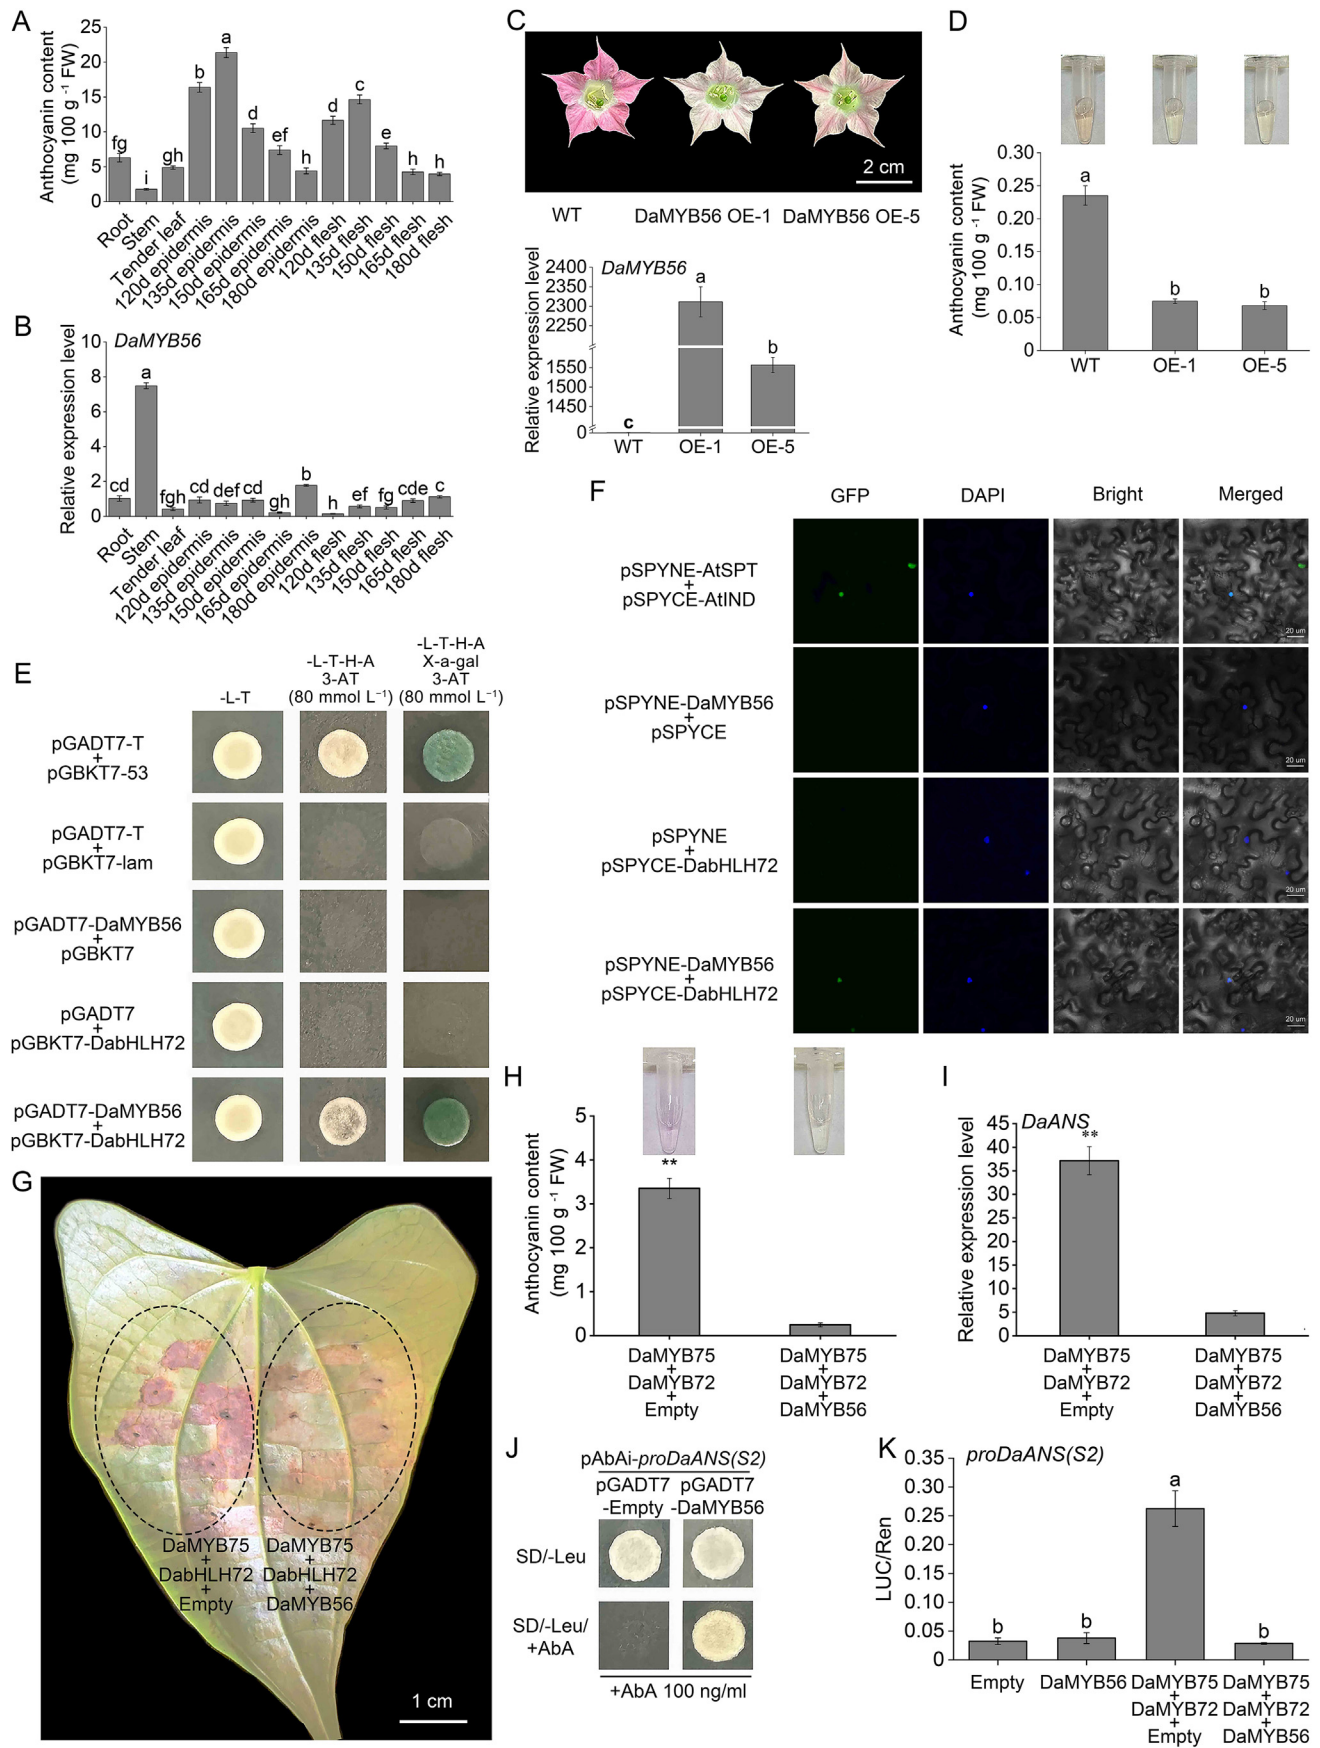 A
Anthocyanin content
(mg 100 g -1 FW)
25
20
15
10
5
0
fg
i
gh
b
a
d
ef
h
d
c
e
h
h
Root
Stem
Tender leaf
120d epidermis
135d epidermis
150d epidermis
165d epidermis
180d epidermis
120d flesh
135d flesh
150d flesh
165d flesh
180d flesh
B
DaMYB56
Relative expression level
10
8
6
4
2
0
cd
a
fgh
cd
def
cd
gh
b
h
ef
fg
cde
c
Root
Stem
Tender leaf
120d epidermis
135d epidermis
150d epidermis
165d epidermis
180d epidermis
120d flesh
135d flesh
150d flesh
165d flesh
180d flesh
C
2 cm
WT
DaMYB56 OE-1
DaMYB56 OE-5
DaMYB56
Relative expression level
2400
2300
2250
1550
1500
1450
0
c
a
b
WT
OE-1
OE-5
D
Anthocyanin content
(mg 100 g -1 FW)
0.30
0.25
0.20
0.15
0.10
0.05
0
a
b
b
WT
OE-1
OE-5
E
-L-T
-L-T-H-A
3-AT
(80 mmol L−1)
-L-T-H-A
X-a-gal
3-AT
(80 mmol L−1)
pGADT7-T
+
pGBKT7-53
pGADT7-T
+
pGBKT7-lam
pGADT7-DaMYB56
+
pGBKT7
pGADT7
+
pGBKT7-DabHLH72
pGADT7-DaMYB56
+
pGBKT7-DabHLH72
F
GFP
DAPI
Bright
Merged
pSPYNE-AtSPT
+
pSPYCE-AtIND
20 um
pSPYNE-DaMYB56
+
pSPYCE
20 um
pSPYNE
+
pSPYCE-DabHLH72
20 um
pSPYNE-DaMYB56
+
pSPYCE-DabHLH72
20 um
G
DaMYB75
+
DabHLH72
+
Empty
DaMYB75
+
DabHLH72
+
DaMYB56
1 cm
H
Anthocyanin content
(mg 100 g -1 FW)
5
4
3
2
1
0
**
DaMYB75
+
DaMYB72
+
Empty
DaMYB75
+
DaMYB72
+
DaMYB56
I
DaANS
Relative expression level
45
40
35
30
25
20
15
10
5
0
**
DaMYB75
+
DaMYB72
+
Empty
DaMYB75
+
DaMYB72
+
DaMYB56
J
pAbAi-proDaANS(S2)
pGADT7
-Empty
pGADT7
-DaMYB56
SD/-Leu
SD/-Leu/
+AbA
+AbA 100 ng/ml
K
proDaANS(S2)
LUC/Ren
0.35
0.30
0.25
0.20
0.15
0.10
0.05
0
b
b
a
b
Empty
DaMYB56
DaMYB75
+
DaMYB72
+
Empty
DaMYB75
+
DaMYB72
+
DaMYB56